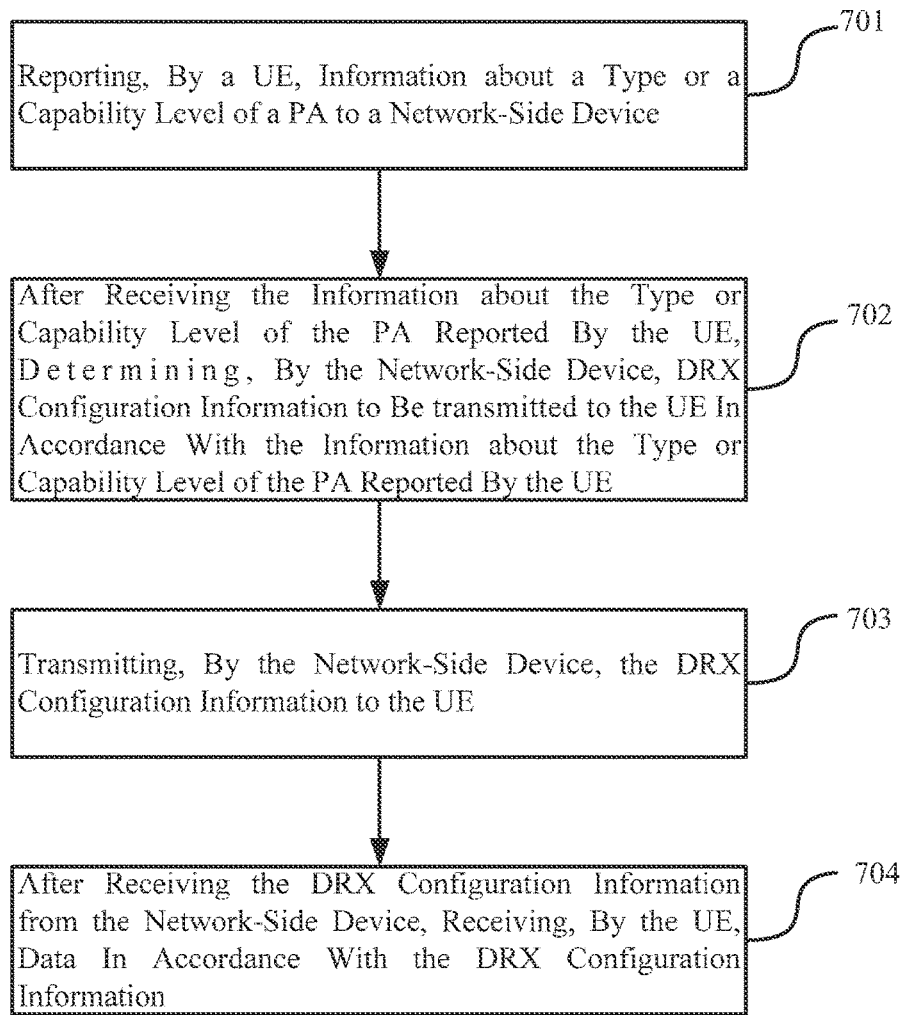 701
Reporting, By a UE, Information about a Type or a
Capability Level of a PA to a Network-Side Device
702
After Receiving the Information about the Type or
Capability Level of the PA Reported By the UE,
Determining, By the Network-Side Device, DRX
Configuration Information to Be transmitted to the UE In
Accordance With the Information about the Type or
Capability Level of the PA Reported By the UE
703
Transmitting, By the Network-Side Device, the DRX
Configuration Information to the UE
704
After Receiving the DRX Configuration Information
from the Network-Side Device, Receiving, By the UE,
Data In Accordance With the DRX Configuration
Information